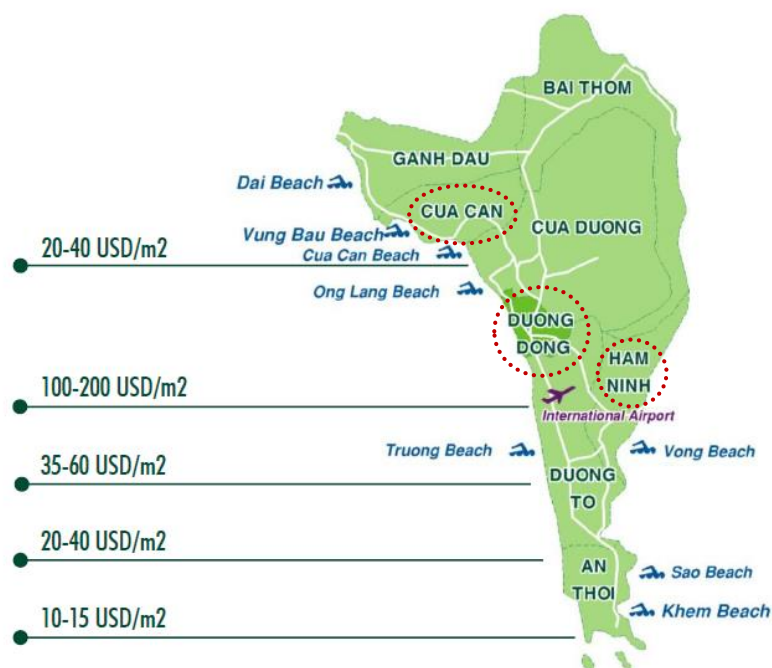 BAI THOM
GANH DAU
Dai Beach
CUA CAN
CUA DUONG
Vung Bau Beach
20-40 USD/m2
Cua Can Beach
Ong Lang Beach
DUONG
DONG
HAM
NINH
100-200 USD/m2
International Airport
Truong Beach
Vong Beach
35-60 USD/m2
DUONG
TO
20-40 USD/m2
AN
THOI
Sao Beach
Khem Beach
10-15 USD/m2